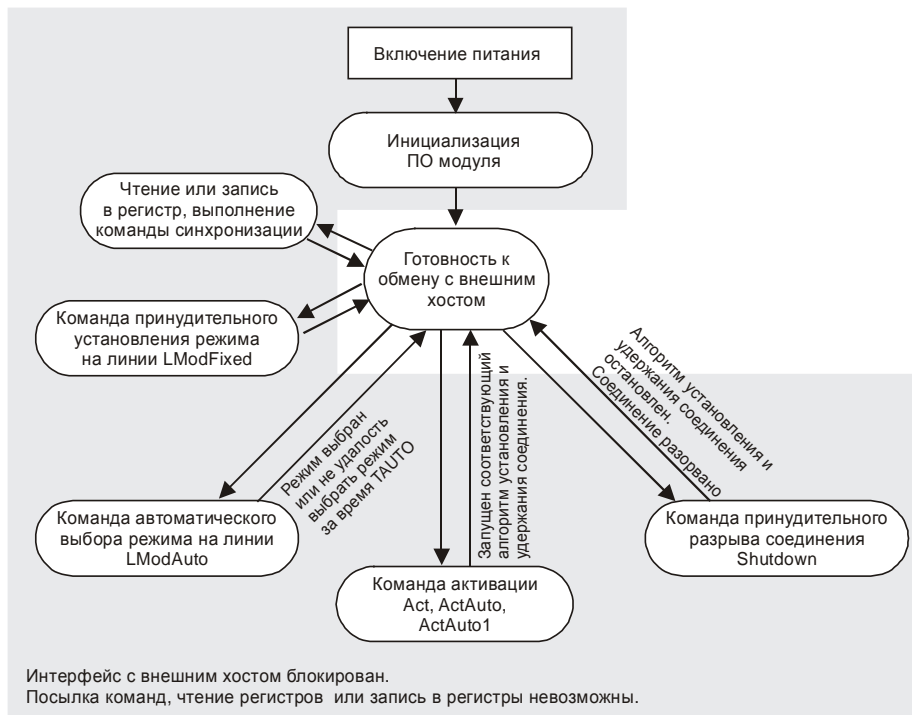 Включение питания
Инициализация
ПО модуля
Чтение или запись
в регистр, выполнение
команды синхронизации
Готовность к
обмену с внешним
хостом
Команда принудительного
установления режима
на линии LModFixed
Режим выбран
или не удалость
выбрать режим
за время TAUTO
Запущен соответствующий
алгоритм установления и
удержания соединения.
Алгоритм установления и
удержания соединения
остановлен.
Соединение разорвано
Команда автоматического
выбора режима на линии
LModAuto
Команда активации
Act, ActAuto,
ActAuto1
Команда принудительного
разрыва соединения
Shutdown
Интерфейс с внешним хостом блокирован.
Посылка команд, чтение регистров или запись в регистры невозможны.